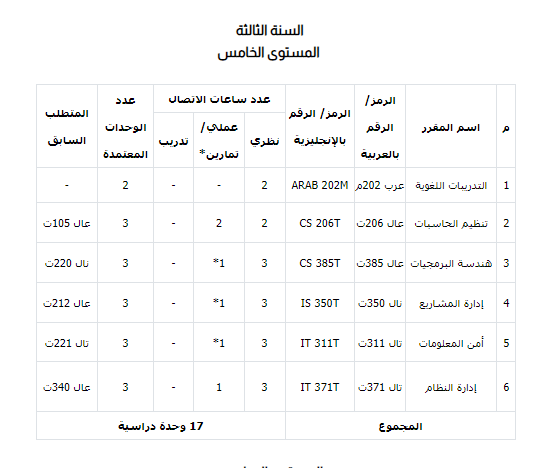 السنة الثالثة
المستوى الخامس
م اسم المقرر الرمز/ الرقم بالعربية الرمز/ الرقم بالإنجليزية عدد ساعات الاتصال عدد الوحدات المعتمدة المتطلب السابق
نظري عملي/ تمارين* تدريب
1 التدريبات اللغوية عرب 202م ARAB 202M 2 - - 2 -
2 تنظيم الحاسبات عال 206ت CS 206T 2 2 - 3 عال 105ت
3 هندسة البرمجيات عال 385ت CS 385T 3 1* - 3 نال 220ت
4 إدارة المشاريع نال 350ت IS 350T 3 1* - 3 عال 212ت
5 أمن المعلومات تال 311ت IT 311T 3 1* - 3 تال 221ت
6 إدارة النظام تال 371ت IT 371T 3 1 - 3 عال 340ت
المجموع 17 وحدة دراسية